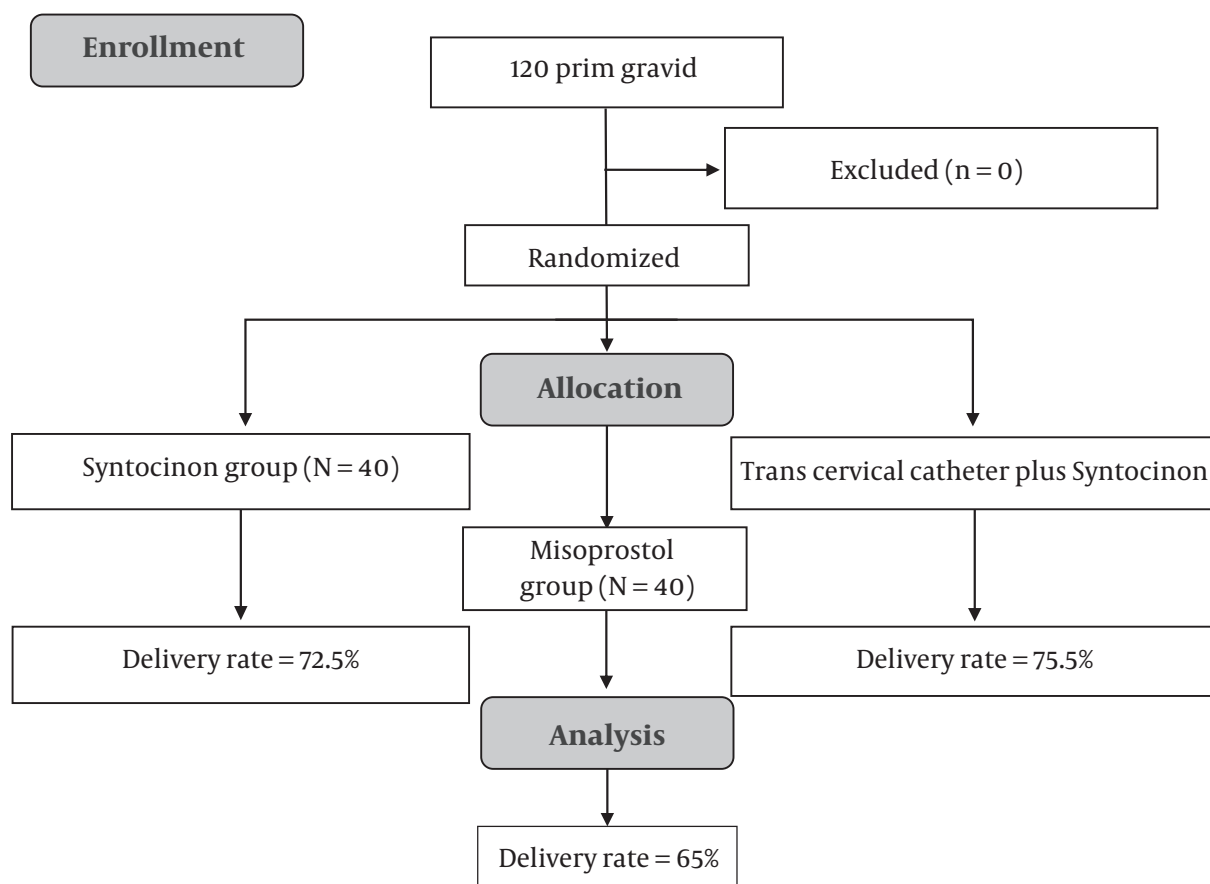 Enrollment
120 prim gravid
Excluded (n = 0)
Randomized
Allocation
Syntocinon group (N = 40)
Trans cervical catheter plus Syntocinon
Misoprostol
group (N = 40)
Delivery rate = 72.5%
Delivery rate = 75.5%
Analysis
Delivery rate = 65%